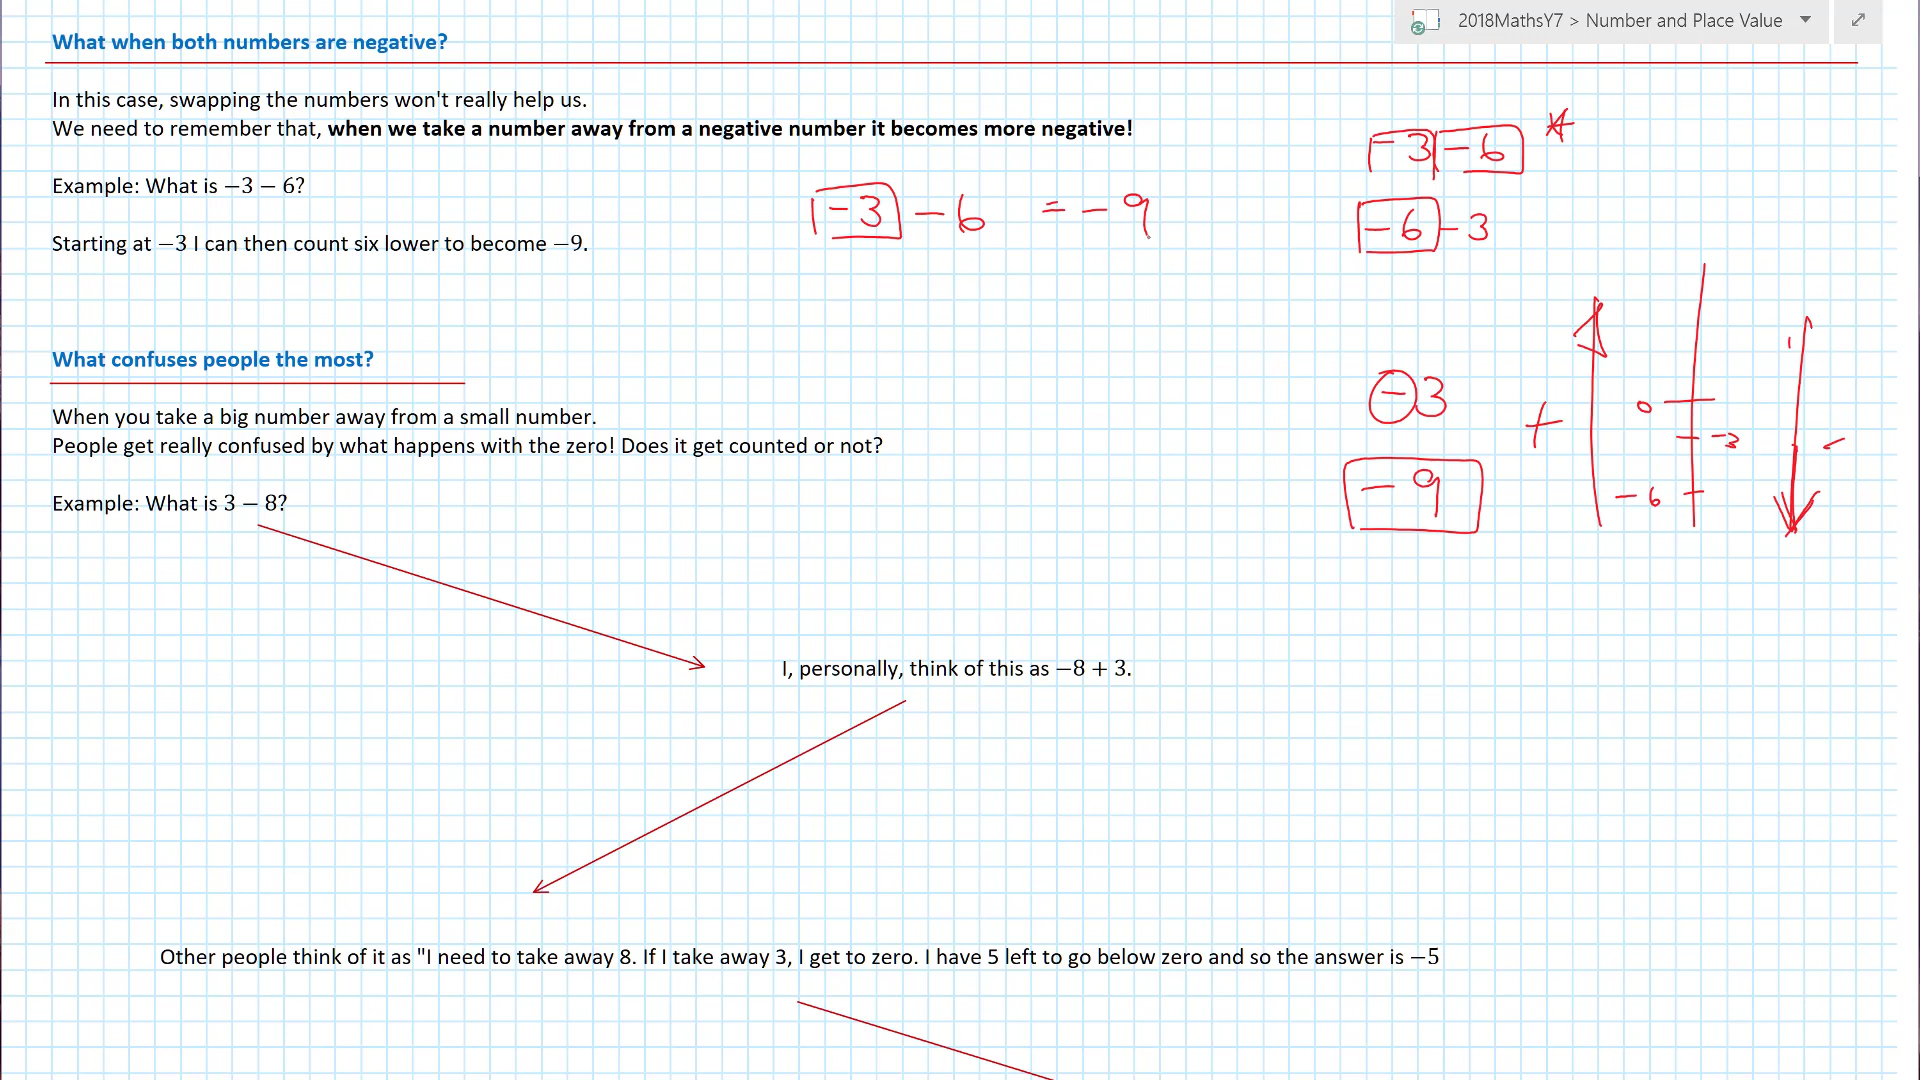 2018MathsY7 > Number and Place Value
What when both numbers are negative?
In this case, swapping the numbers won't really help us.
We need to remember that, when we take a number away from a negative number it becomes more negative!
Example: What is −3 − 6?
Starting at −3 I can then count six lower to become −9.
−3 − 6 = −9
−3 − 6 *
−6 − 3
What confuses people the most?
When you take a big number away from a small number.
People get really confused by what happens with the zero! Does it get counted or not?
Example: What is 3 − 8?
−3
−9
+
0
−3
−6
I, personally, think of this as −8 + 3.
Other people think of it as "I need to take away 8. If I take away 3, I get to zero. I have 5 left to go below zero and so the answer is −5